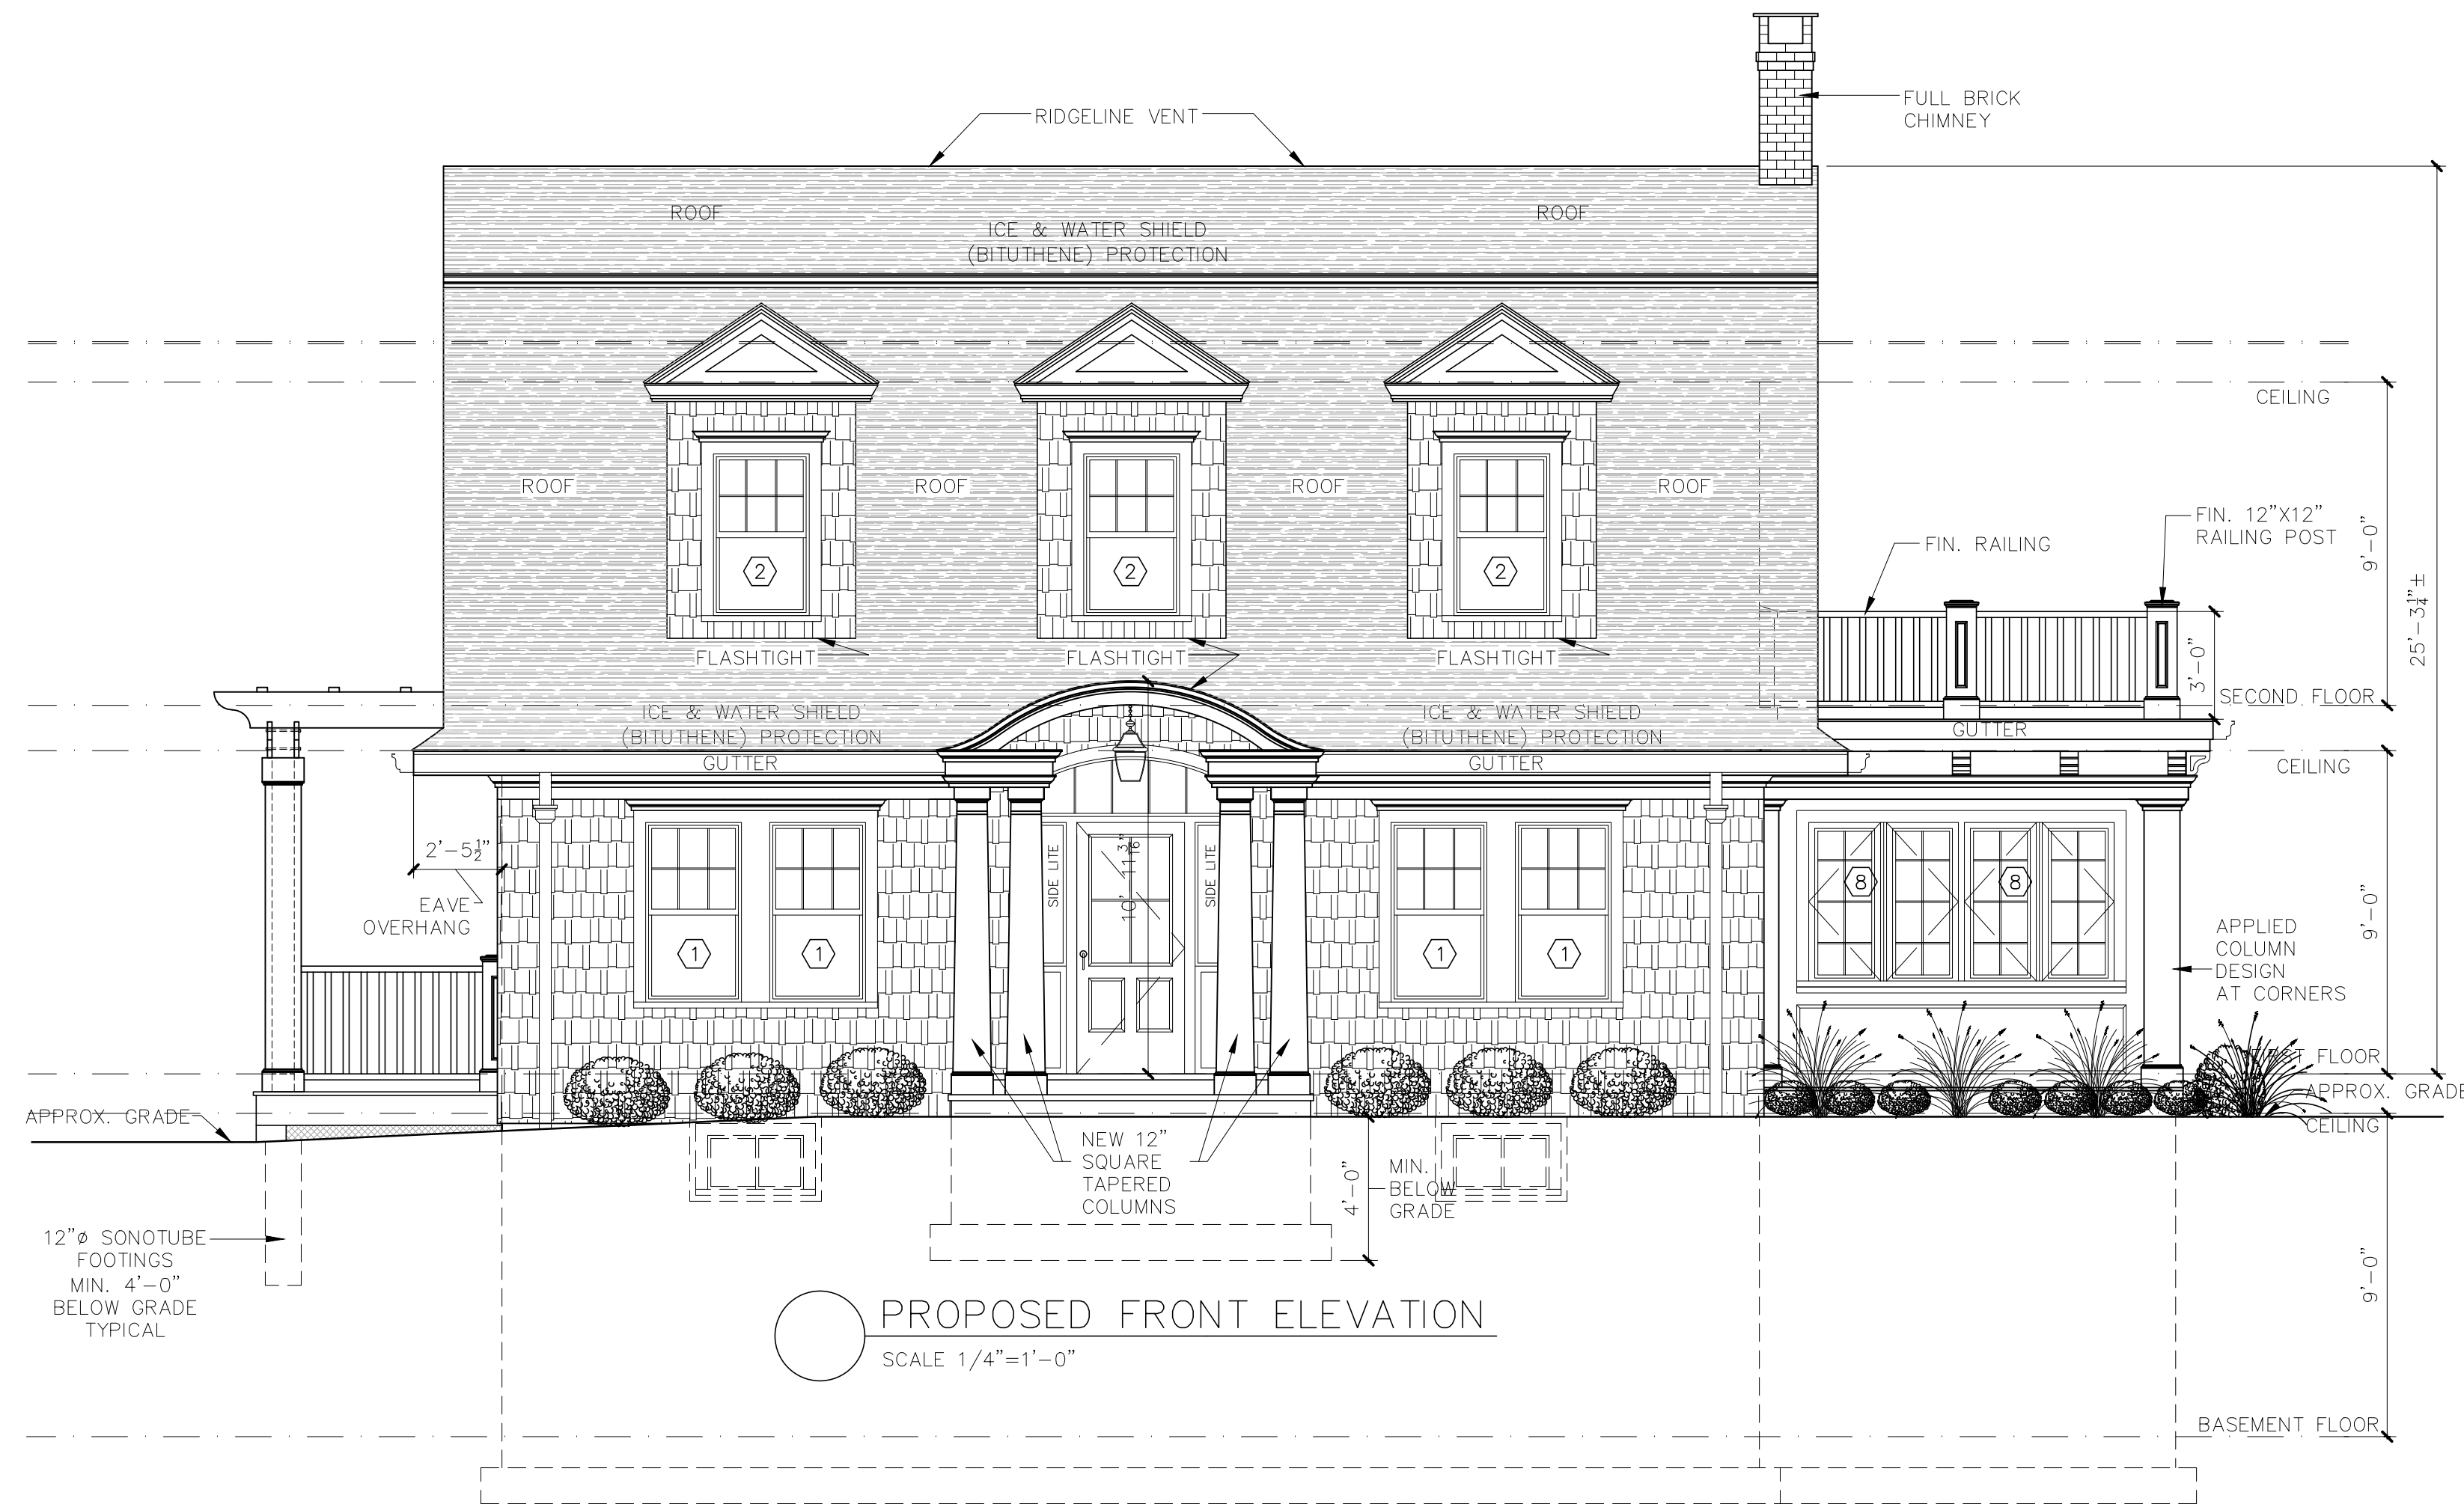 RIDGELINE VENT
FULL BRICK
CHIMNEY
ROOF
ROOF
ICE & WATER SHIELD
(BITUTHENE) PROTECTION
CEILING
ROOF
ROOF
ROOF
ROOF
FIN. 12"X12"
RAILING POST
FIN. RAILING
9'-0"
25'-3 1/4"±
2
2
2
FLASHTIGHT
FLASHTIGHT
FLASHTIGHT
3'-0"
SECOND FLOOR
ICE & WATER SHIELD
(BITUTHENE) PROTECTION
ICE & WATER SHIELD
(BITUTHENE) PROTECTION
GUTTER
GUTTER
GUTTER
CEILING
2'-5 1/2"
EAVE
OVERHANG
SIDE LITE
10'-11 3/16"
SIDE LITE
1
1
1
1
8
8
9'-0"
APPLIED
COLUMN
DESIGN
AT CORNERS
FIRST FLOOR
APPROX. GRADE
APPROX. GRADE
CEILING
NEW 12"
SQUARE
TAPERED
COLUMNS
4'-0"
MIN.
BELOW
GRADE
12"ø SONOTUBE
FOOTINGS
MIN. 4'-0"
BELOW GRADE
TYPICAL
9'-0"
PROPOSED FRONT ELEVATION
SCALE 1/4"=1'-0"
BASEMENT FLOOR